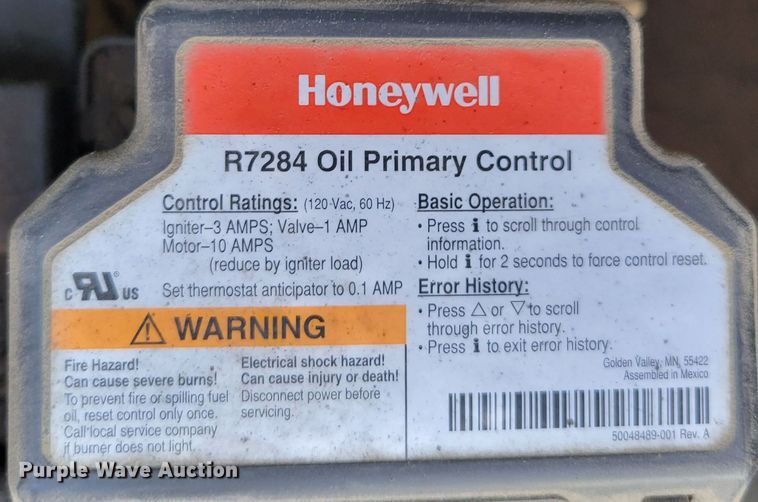 Honeywell
R7284 Oil Primary Control
Control Ratings: (120 Vac, 60 Hz)
Igniter–3 AMPS; Valve–1 AMP
Motor–10 AMPS
(reduce by igniter load)
Set thermostat anticipator to 0.1 AMP
c RU ® US
WARNING
Fire Hazard!
Can cause severe burns!
To prevent fire or spilling fuel
oil, reset control only once.
Call local service company
if burner does not light.
Electrical shock hazard!
Can cause injury or death!
Disconnect power before
servicing.
Basic Operation:
• Press i to scroll through control
information.
• Hold i for 2 seconds to force control reset.
Error History:
• Press △ or ▽ to scroll
through error history.
• Press i to exit error history.
Golden Valley, MN, 55422
Assembled in Mexico
50048489-001 Rev. A
Purple Wave Auction